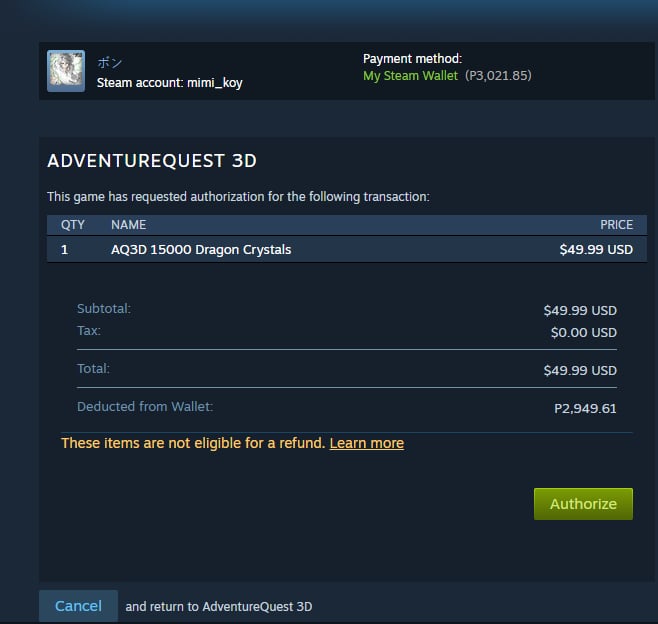 ボン
Steam account: mimi_koy
Payment method:
My Steam Wallet (P3,021.85)
ADVENTUREQUEST 3D
This game has requested authorization for the following transaction:
QTY NAME PRICE
1 AQ3D 15000 Dragon Crystals $49.99 USD
Subtotal: $49.99 USD
Tax: $0.00 USD
Total: $49.99 USD
Deducted from Wallet: P2,949.61
These items are not eligible for a refund. Learn more
Authorize
Cancel and return to AdventureQuest 3D